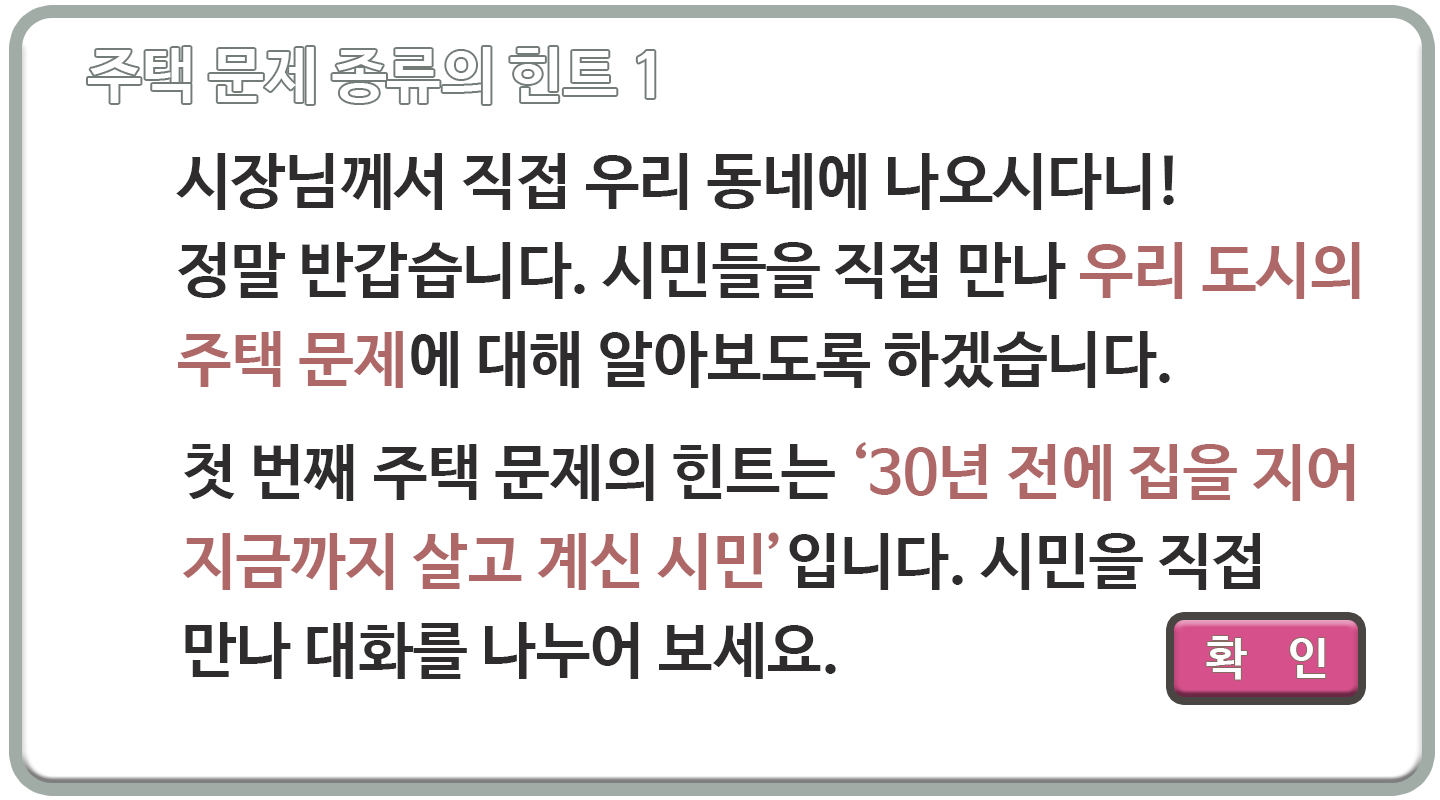 주택 문제 종류의 힌트 1
시장님께서 직접 우리 동네에 나오시다니!
정말 반갑습니다. 시민들을 직접 만나 우리 도시의
주택 문제에 대해 알아보도록 하겠습니다.
첫 번째 주택 문제의 힌트는 ‘30년 전에 집을 지어
지금까지 살고 계신 시민’입니다. 시민을 직접
만나 대화를 나누어 보세요.
확 인